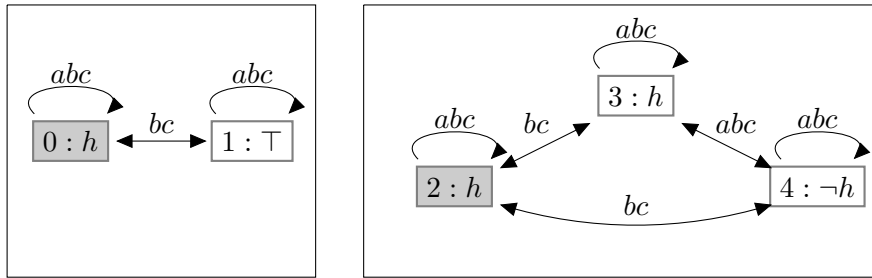 abc
abc
bc
0 : h
1 : ⊤
abc
3 : h
abc
bc
abc
abc
2 : h
4 : ¬h
bc